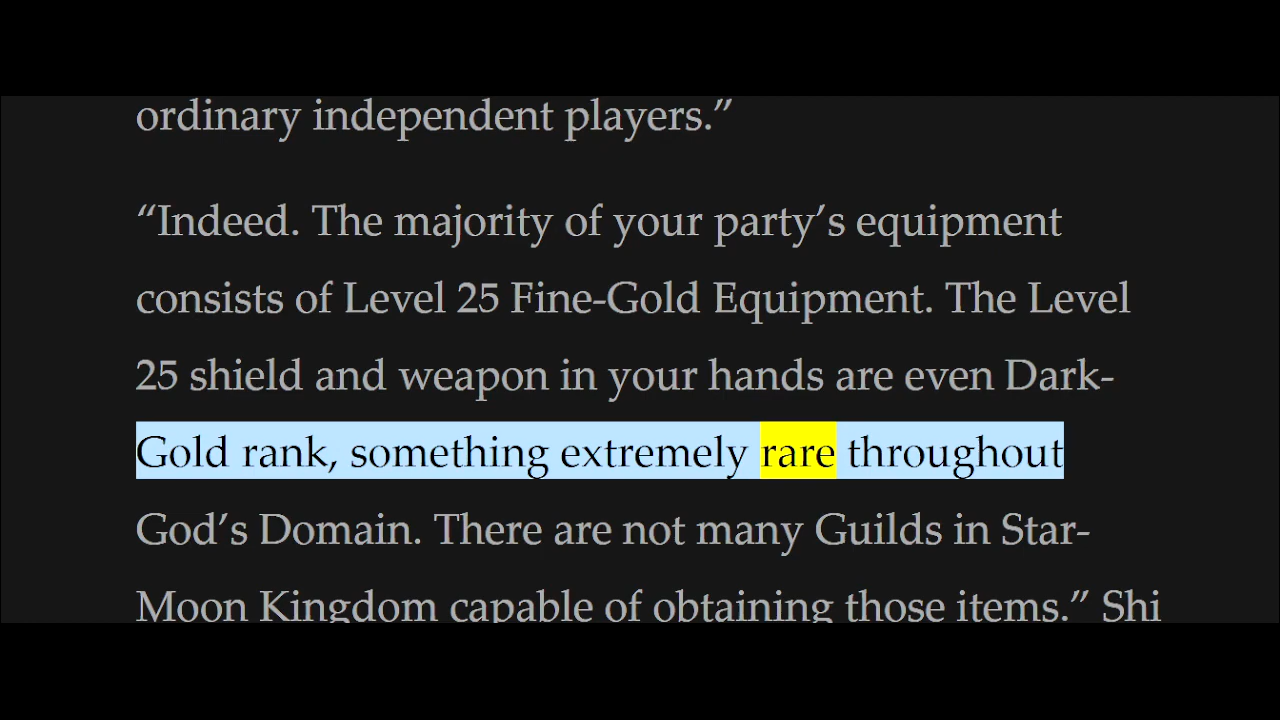 ordinary independent players.”
“Indeed. The majority of your party’s equipment
consists of Level 25 Fine-Gold Equipment. The Level
25 shield and weapon in your hands are even Dark-
Gold rank, something extremely rare throughout
God’s Domain. There are not many Guilds in Star-
Moon Kingdom capable of obtaining those items.” Shi